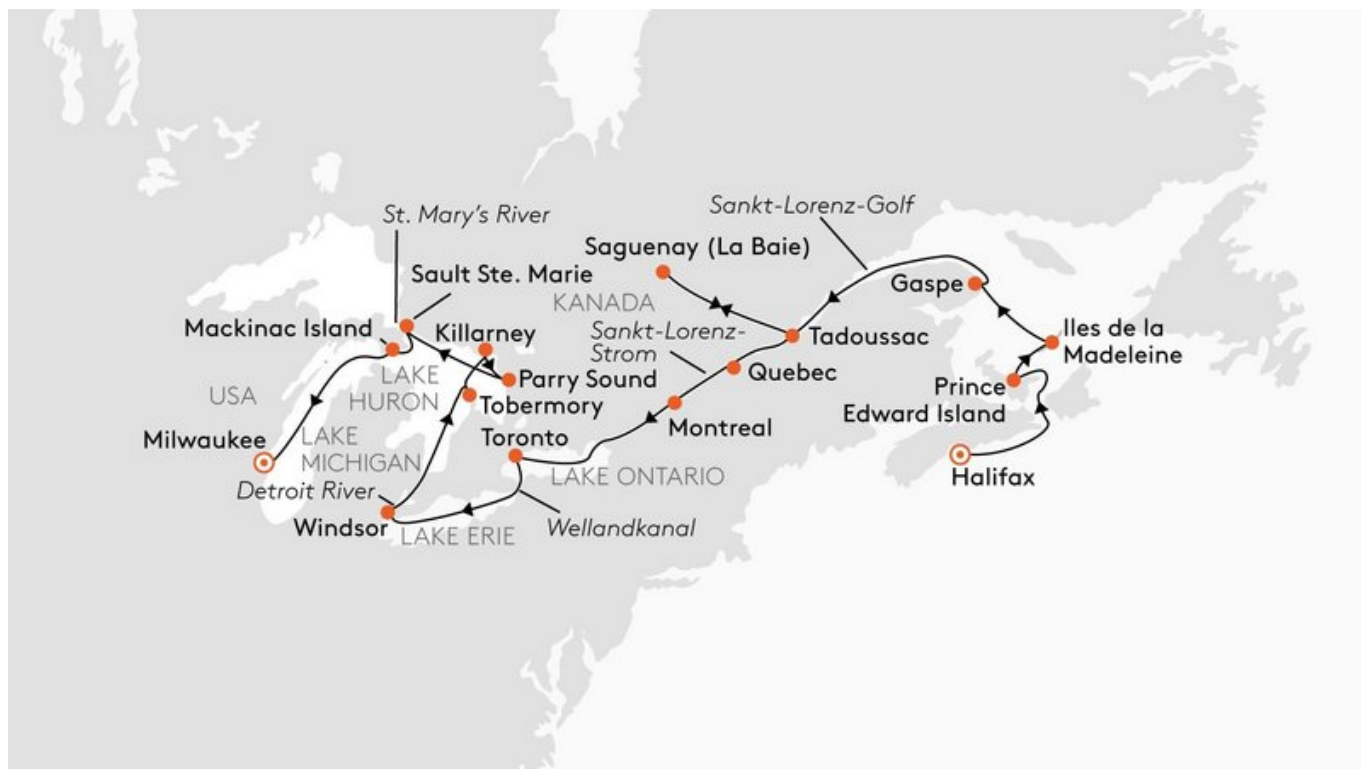 Sankt-Lorenz-Golf
St. Mary's River
Saguenay (La Baie)
Sault Ste. Marie
Gaspe
KANADA
Mackinac Island
Killarney
Sankt-Lorenz-
Strom
Tadoussac
Iles de la
Madeleine
LAKE
HURON
Parry Sound
Quebec
Prince
Edward Island
USA
Tobermory
Milwaukee
LAKE
MICHIGAN
Toronto
Montreal
LAKE ONTARIO
Halifax
Detroit River
Windsor
LAKE ERIE
Wellandkanal